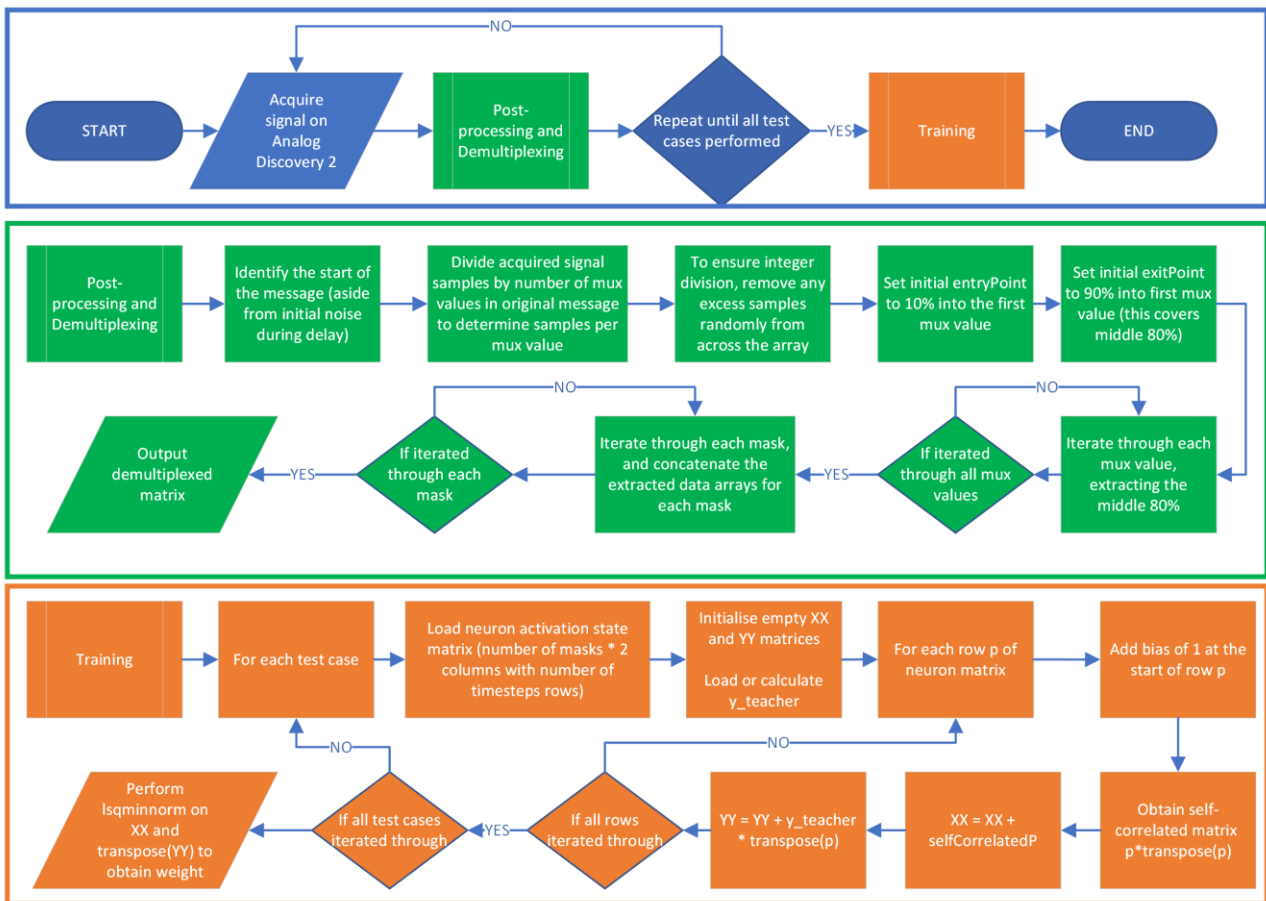 NO
START
Acquire
signal on
Analog
Discovery 2
Post-
processing and
Demultiplexing
Repeat until all test
cases performed
YES
Training
END
Post-
processing and
Demultiplexing
Identify the start of
the message (aside
from initial noise
during delay)
Divide acquired signal
samples by number of mux
values in original message
to determine samples per
mux value
To ensure integer
division, remove any
excess samples
randomly from
across the array
Set initial entryPoint
to 10% into the first
mux value
Set initial exitPoint
to 90% into first mux
value (this covers
middle 80%)
NO
Iterate through each
mux value,
extracting the
middle 80%
If iterated
through all mux
values
YES
NO
Iterate through each mask,
and concatenate the
extracted data arrays for
each mask
If iterated
through each
mask
YES
Output
demultiplexed
matrix
Training
For each test case
Load neuron activation state
matrix (number of masks * 2
columns with number of
timesteps rows)
Initialise empty XX
and YY matrices
Load or calculate
y_teacher
For each row p of
neuron matrix
Add bias of 1 at the
start of row p
Obtain self-
correlated matrix
p*transpose(p)
XX = XX +
selfCorrelatedP
YY = YY + y_teacher
* transpose(p)
If all rows
iterated through
NO
YES
If all test cases
iterated through
NO
Perform
lsqminnorm on
XX and
transpose(YY) to
obtain weight